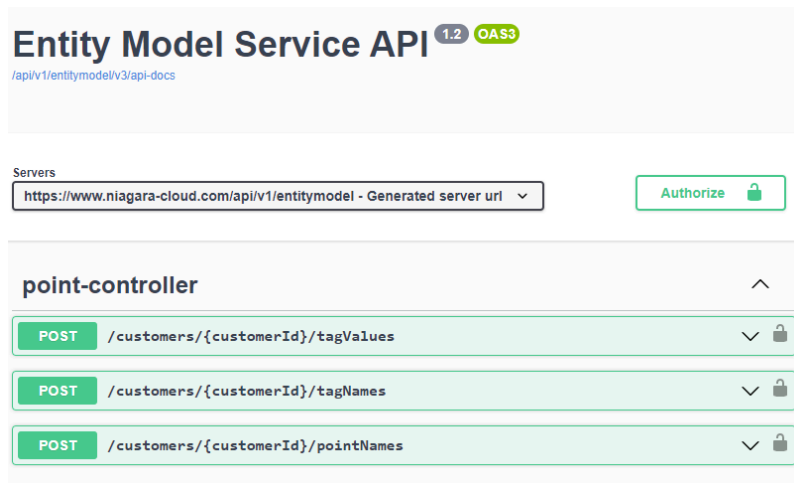 Entity Model Service API 1.2 OAS3
/api/v1/entitymodel/v3/api-docs
Servers
https://www.niagara-cloud.com/api/v1/entitymodel - Generated server url
Authorize
point-controller
POST /customers/{customerId}/tagValues
POST /customers/{customerId}/tagNames
POST /customers/{customerId}/pointNames